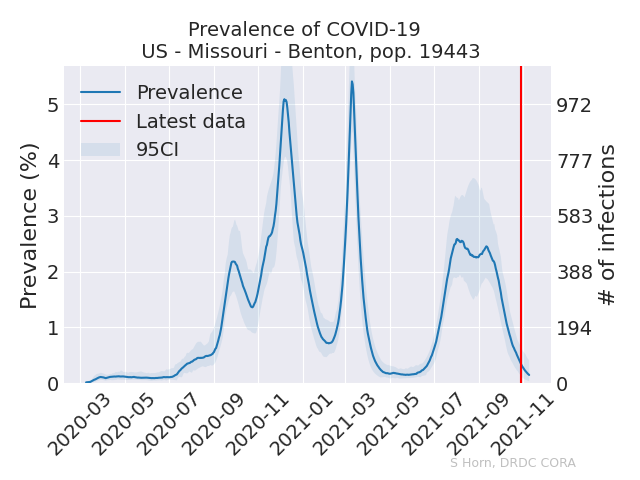 Prevalence of COVID-19
US - Missouri - Benton, pop. 19443
Prevalence
Latest data
95CI
Prevalence (%)
5
4
3
2
1
0
972
777
583
388
194
0
# of infections
2020-03
2020-05
2020-07
2020-09
2020-11
2021-01
2021-03
2021-05
2021-07
2021-09
2021-11
S Horn, DRDC CORA